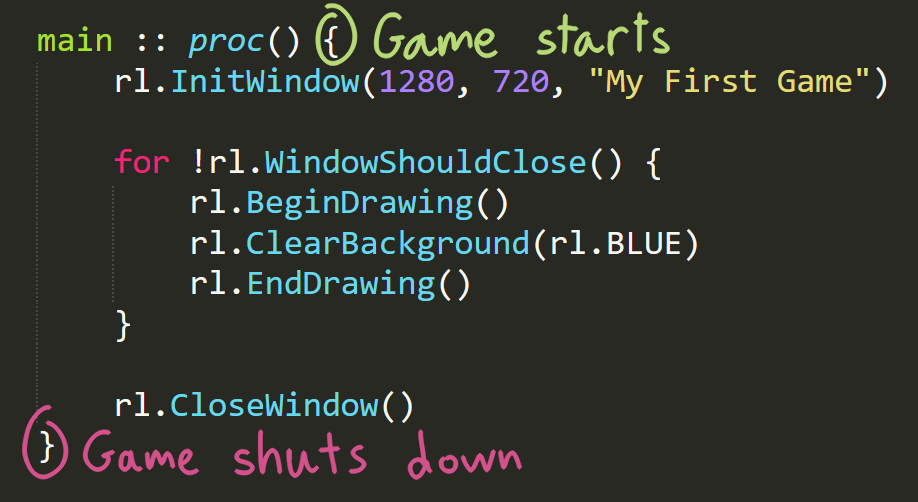 main :: proc() { Game starts
    rl.InitWindow(1280, 720, "My First Game")

    for !rl.WindowShouldClose() {
        rl.BeginDrawing()
        rl.ClearBackground(rl.BLUE)
        rl.EndDrawing()
    }

    rl.CloseWindow()
} Game shuts down